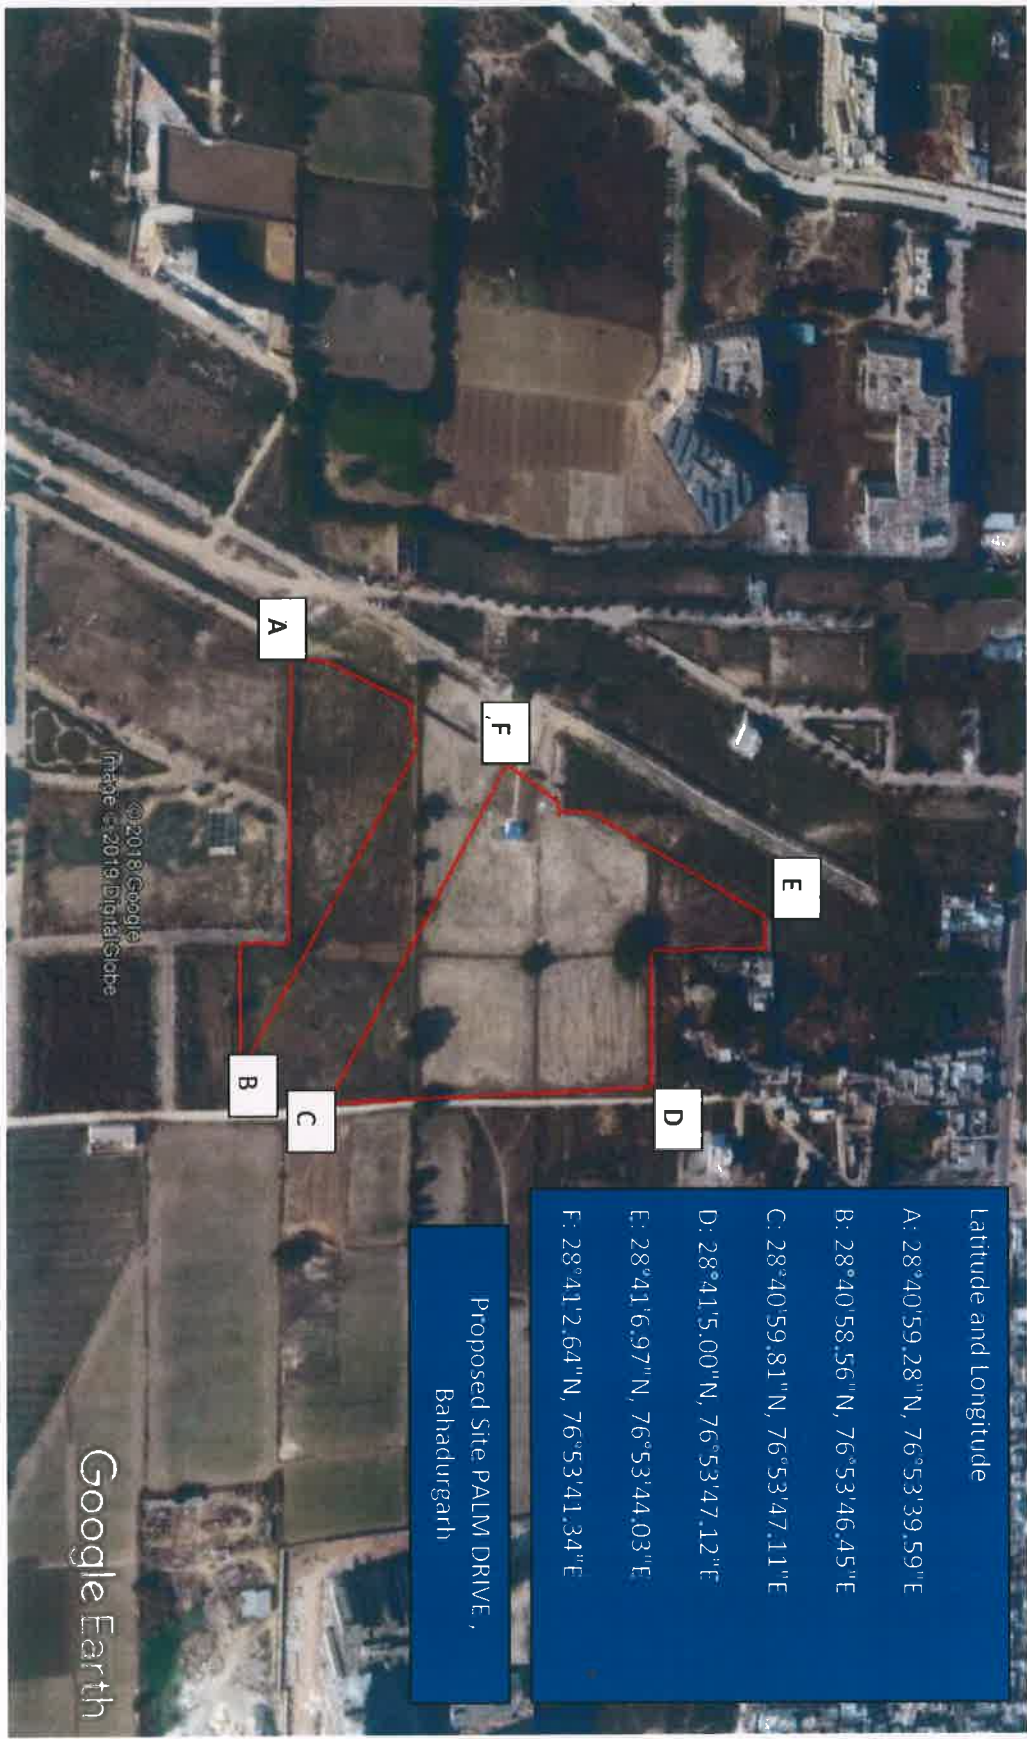 Latitude and Longitude
A: 28°40'59.28"N, 76°53'39.59"E
B: 28°40'58.56"N, 76°53'46.45"E
C: 28°40'59.81"N, 76°53'47.11"E
D: 28°41'5.00"N, 76°53'47.12"E
E: 28°41'6.97"N, 76°53'44.03"E
F: 28°41'2.64"N, 76°53'41.34"E
Proposed Site PALM DRIVE ,
Bahadurgarh
E
D
F
C
A
B
© 2018 Google
Image © 2018 DigitalGlobe
Google Earth